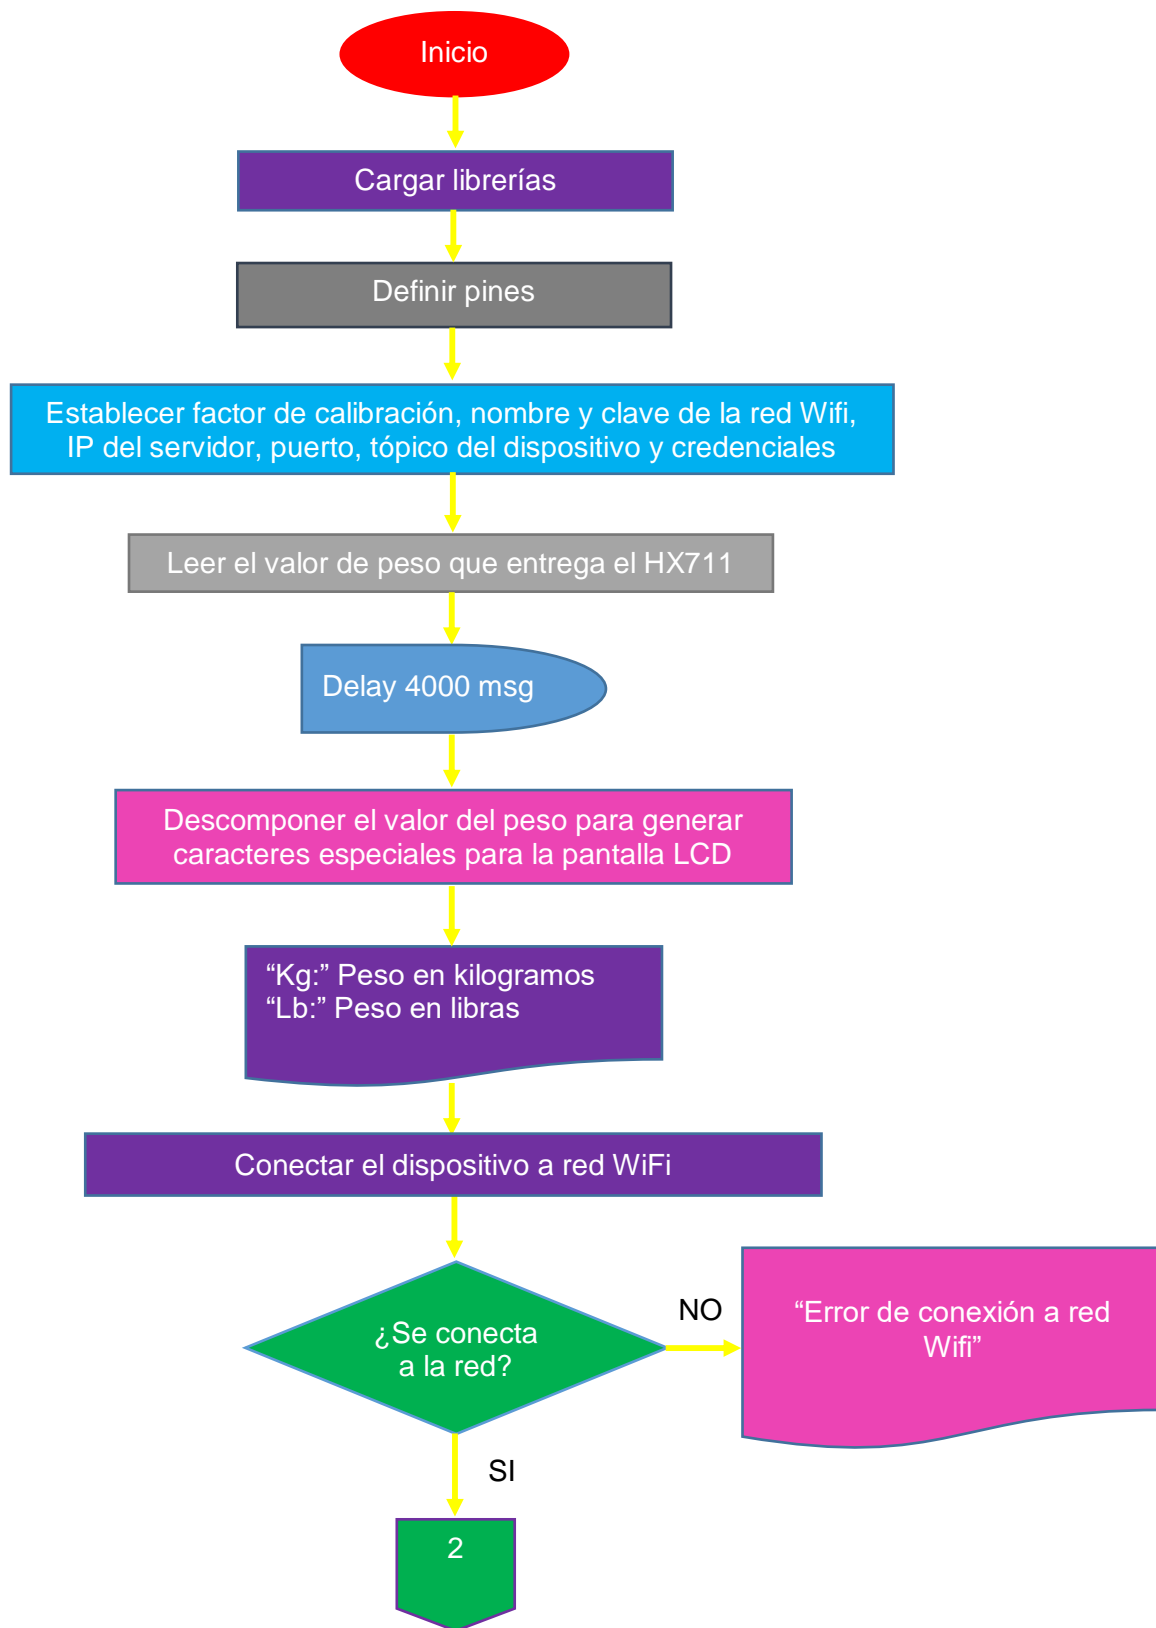 Inicio
Cargar librerías
Definir pines
Establecer factor de calibración, nombre y clave de la red Wifi,
IP del servidor, puerto, tópico del dispositivo y credenciales
Leer el valor de peso que entrega el HX711
Delay 4000 msg
Descomponer el valor del peso para generar
caracteres especiales para la pantalla LCD
“Kg:” Peso en kilogramos
“Lb:” Peso en libras
Conectar el dispositivo a red WiFi
¿Se conecta
a la red?
NO
“Error de conexión a red
Wifi”
SI
2